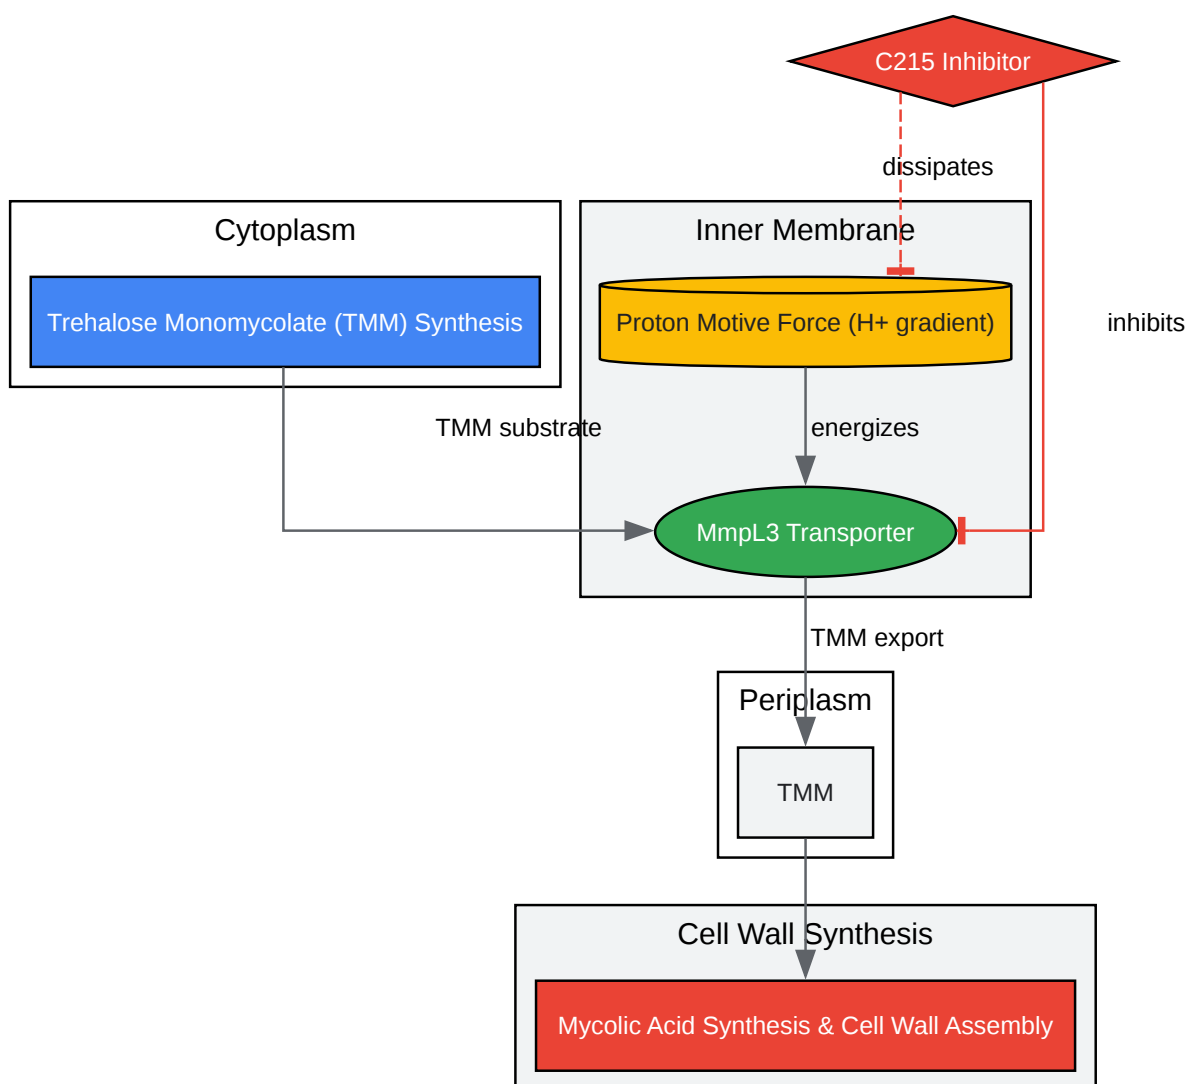 C215 Inhibitor
dissipates
Cytoplasm
Inner Membrane
Trehalose Monomycolate (TMM) Synthesis
Proton Motive Force (H+ gradient)
inhibits
TMM substrate
energizes
MmpL3 Transporter
TMM export
Periplasm
TMM
Cell Wall Synthesis
Mycolic Acid Synthesis & Cell Wall Assembly